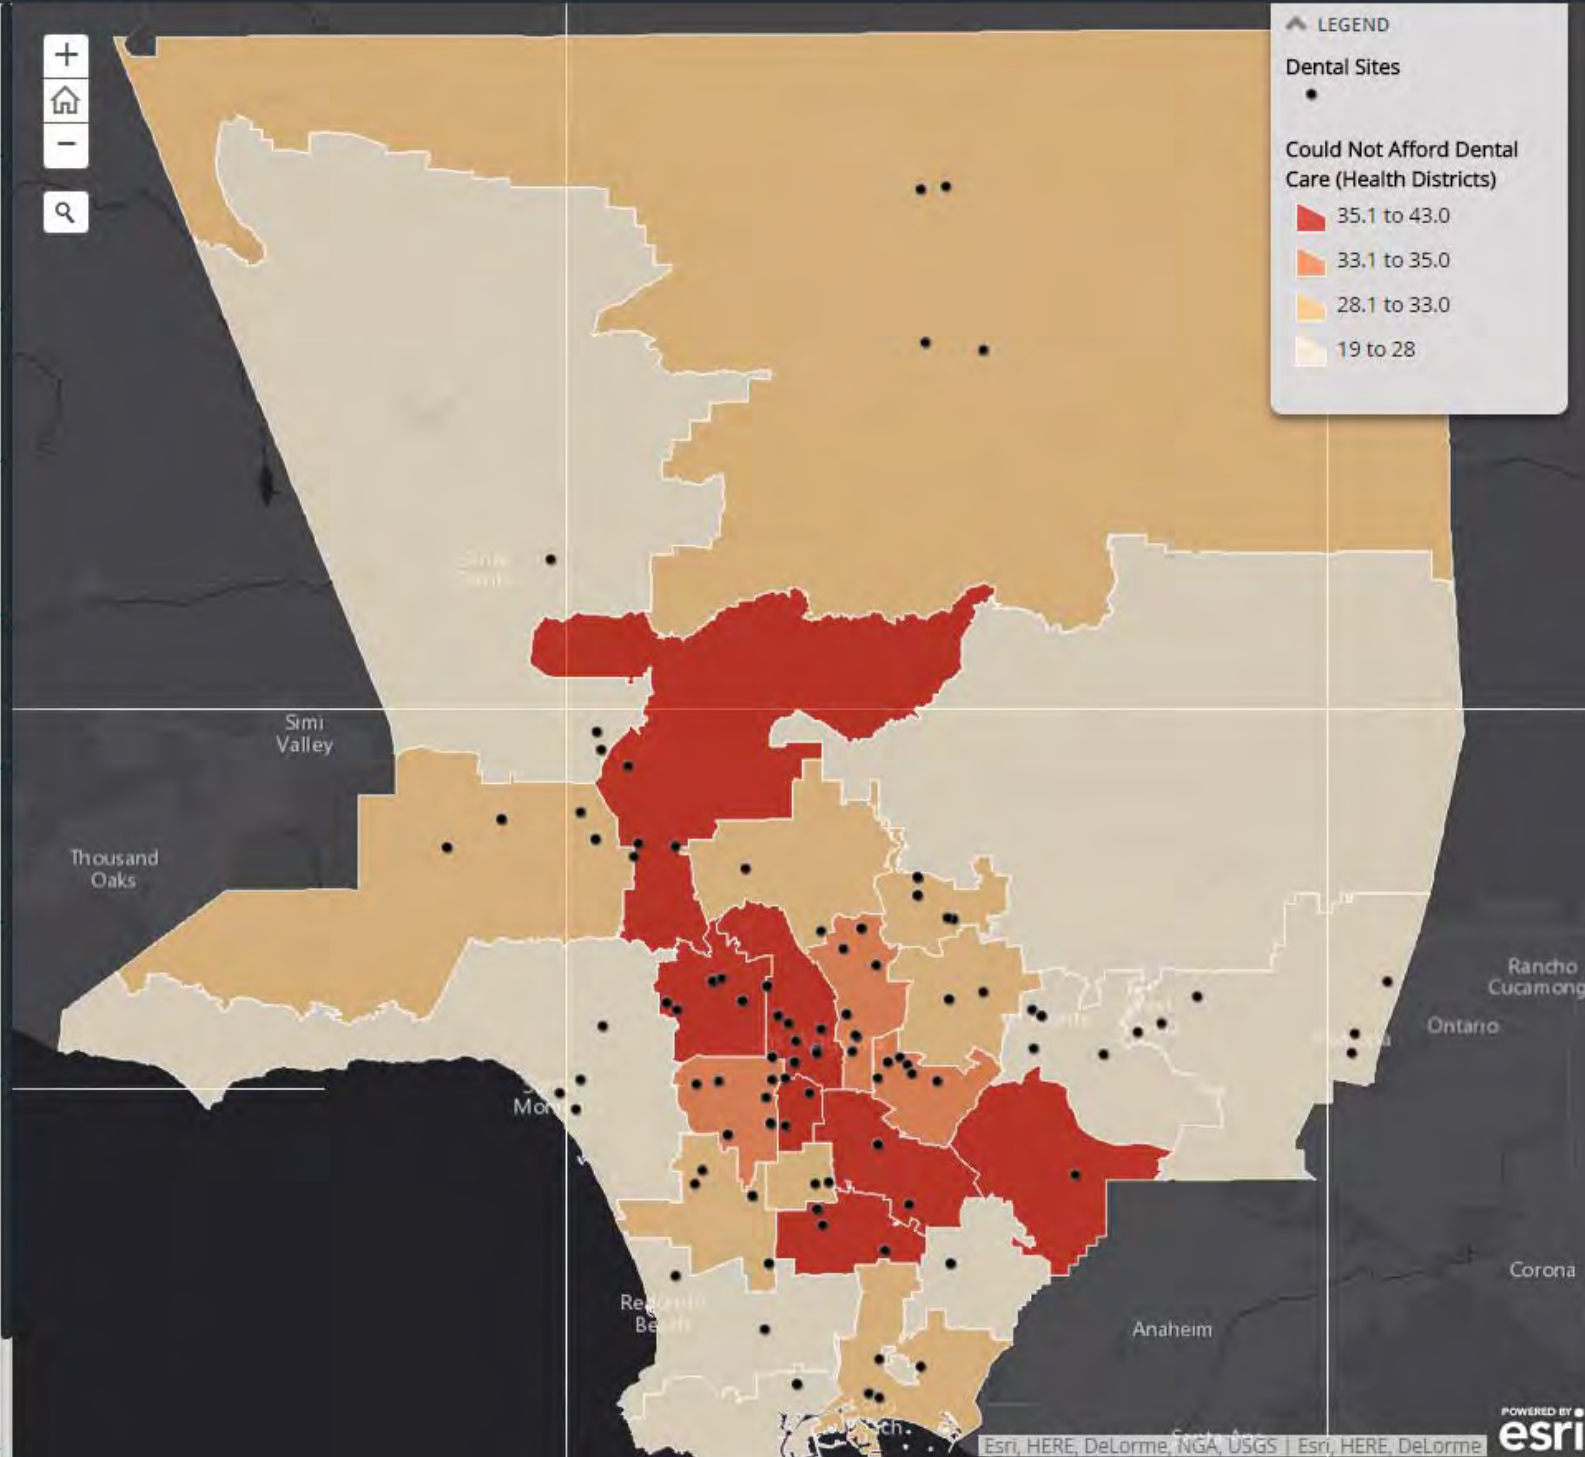 +
−
LEGEND
Dental Sites
Could Not Afford Dental
Care (Health Districts)
35.1 to 43.0
33.1 to 35.0
28.1 to 33.0
19 to 28
Simi
Valley
Thousand
Oaks
Rancho
Cucamong
Ontario
Corona
Anaheim
POWERED BY
esri
Esri, HERE, DeLorme, NGA, USGS | Esri, HERE, DeLorme